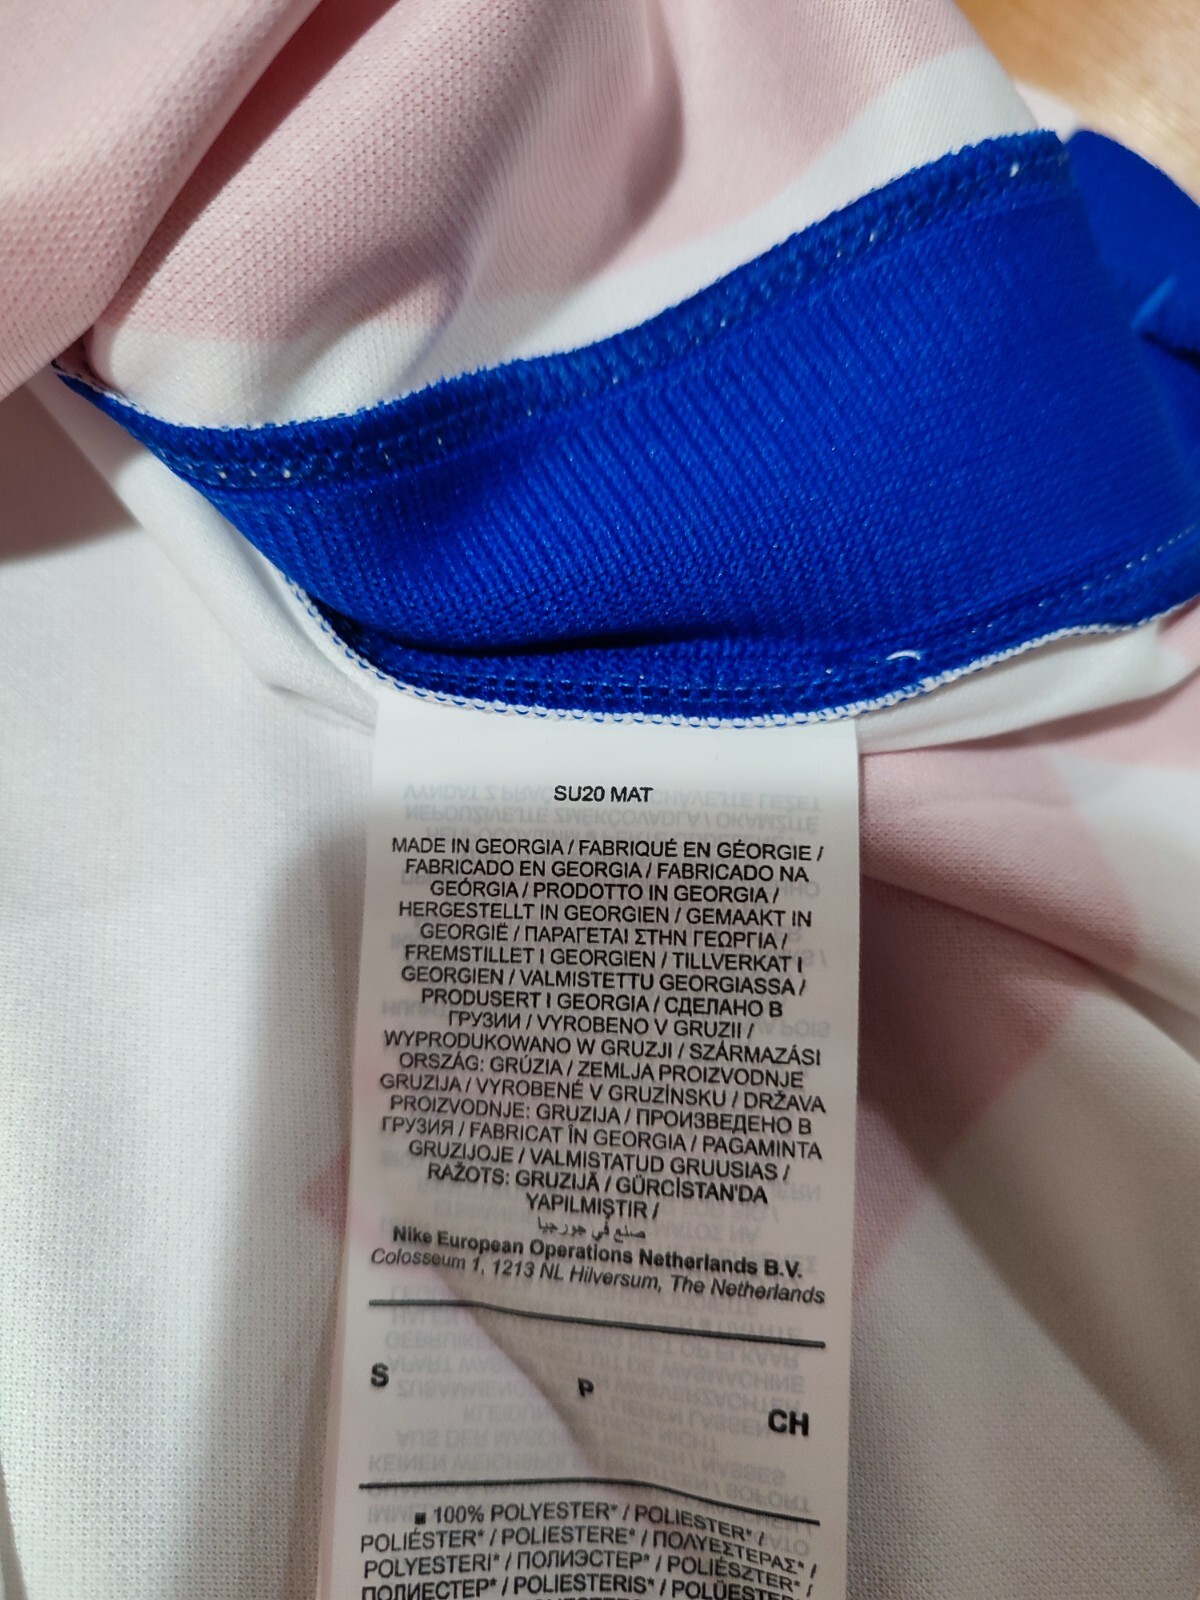 SU20 MAT
MADE IN GEORGIA / FABRIQUÉ EN GÉORGIE /
FABRICADO EN GEORGIA / FABRICADO NA
GEÓRGIA / PRODOTTO IN GEORGIA /
HERGESTELLT IN GEORGIEN / GEMAAKT IN
GEORGIË / ΠΑΡΑΓΕΤΑΙ ΣΤΗΝ ΓΕΩΡΓΙΑ /
FREMSTILLET I GEORGIEN / TILLVERKAT I
GEORGIEN / VALMISTETTU GEORGIASSA /
PRODUSERT I GEORGIA / СДЕЛАНО В
ГРУЗИИ / VYROBENO V GRUZII /
WYPRODUKOWANO W GRUZJI / SZÁRMAZÁSI
ORSZÁG: GRÚZIA / ZEMLJA PROIZVODNJE
GRUZIJA / VYROBENÉ V GRUZÍNSKU / DRŽAVA
PROIZVODNJE: GRUZIJA / ПРОИЗВЕДЕНО В
ГРУЗИЯ / FABRICAT ÎN GEORGIA / PAGAMINTA
GRUZIJOJE / VALMISTATUD GRUUSIAS /
RAŽOTS: GRUZIJĀ / GÜRCİSTAN'DA
YAPILMIŞTIR /
صنع في جورجيا
Nike European Operations Netherlands B.V.
Colosseum 1, 1213 NL Hilversum, The Netherlands
S P CH
■ 100% POLYESTER* / POLIESTER* /
POLIÉSTER* / POLIESTERE* / ΠΟΛΥΕΣΤΕΡΑΣ* /
POLYESTERI* / ПОЛИЭСТЕР* / POLIÉSZTER* /
ПОЛИЕСТЕР* / POLIESTERIS* / POLÜESTER*